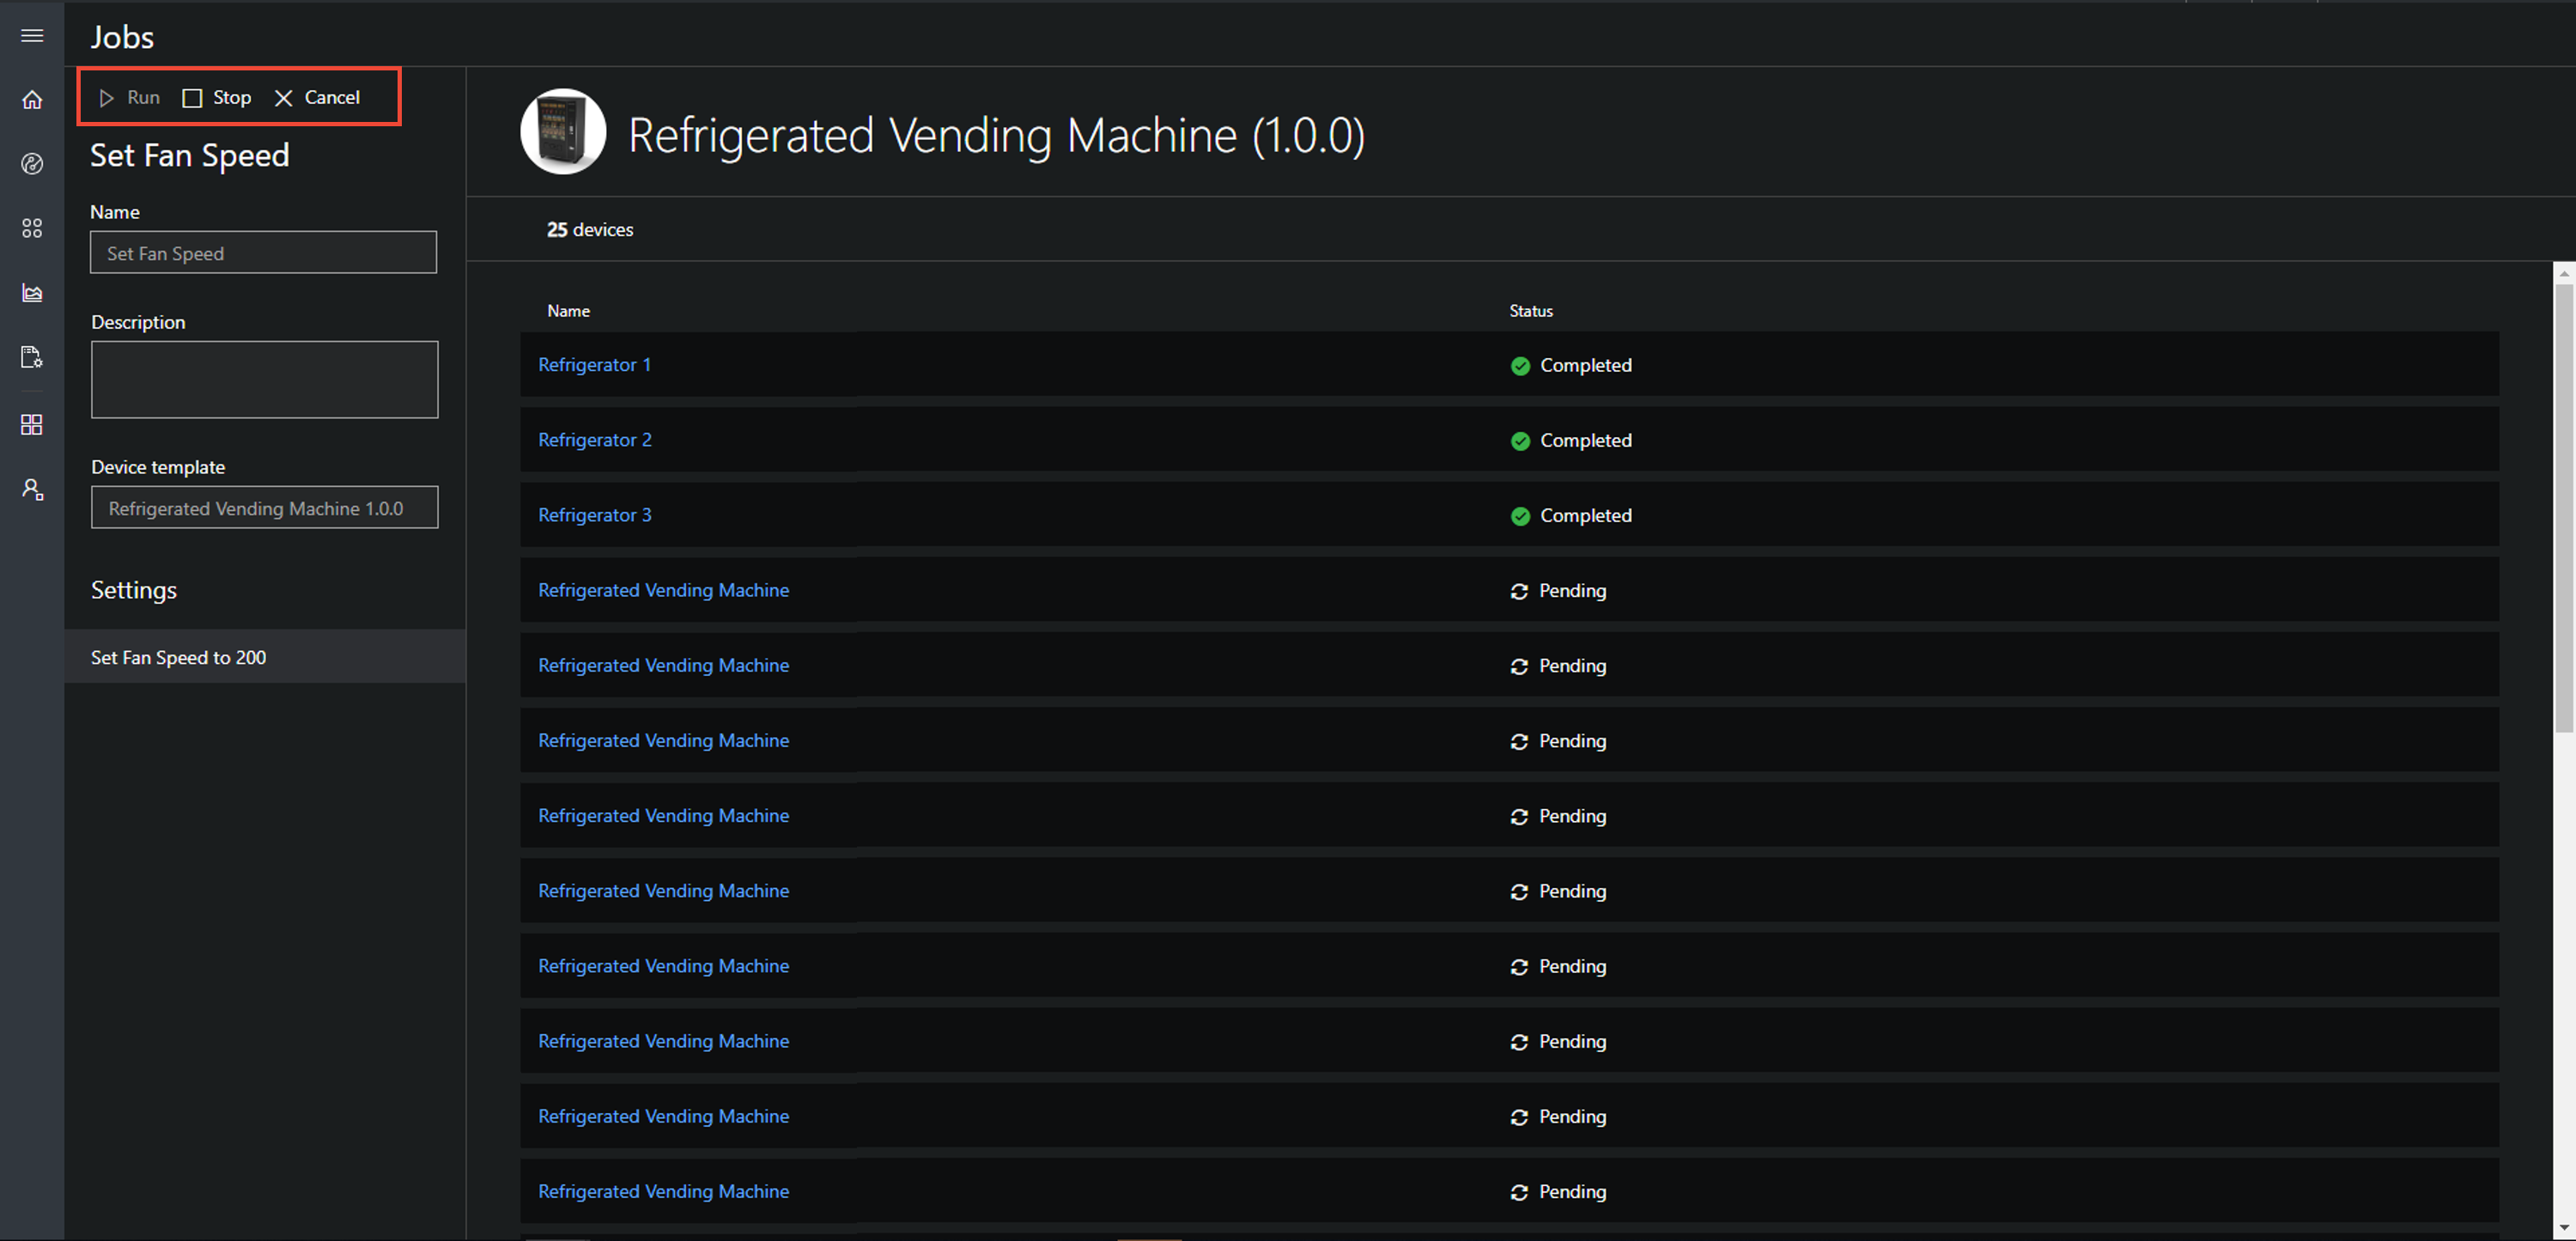 Jobs
Run Stop Cancel
Set Fan Speed
Name
Set Fan Speed
Description
Device template
Refrigerated Vending Machine 1.0.0
Settings
Set Fan Speed to 200
Refrigerated Vending Machine (1.0.0)
25 devices
Name Status
Refrigerator 1 Completed
Refrigerator 2 Completed
Refrigerator 3 Completed
Refrigerated Vending Machine Pending
Refrigerated Vending Machine Pending
Refrigerated Vending Machine Pending
Refrigerated Vending Machine Pending
Refrigerated Vending Machine Pending
Refrigerated Vending Machine Pending
Refrigerated Vending Machine Pending
Refrigerated Vending Machine Pending
Refrigerated Vending Machine Pending